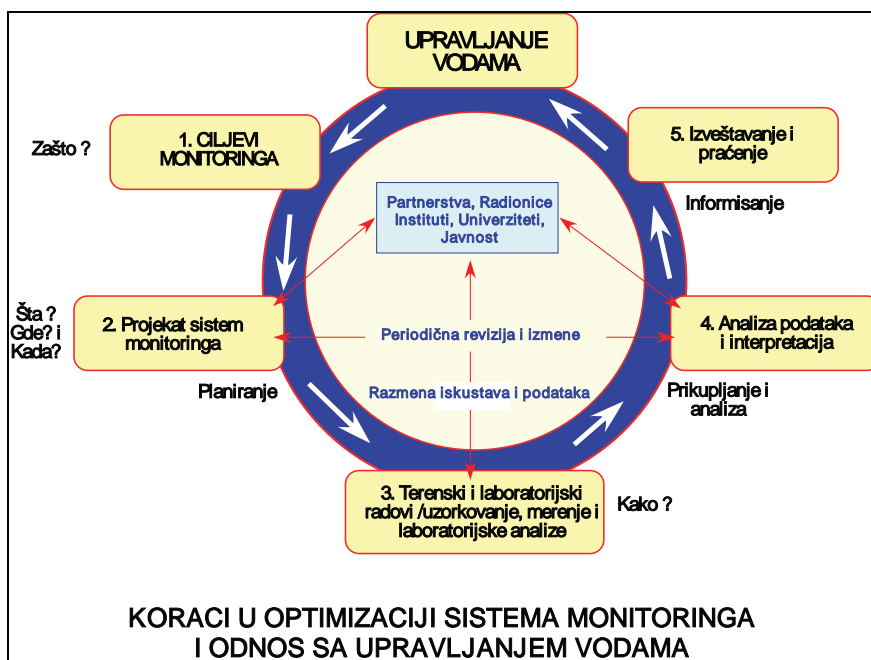 UPRAVLJANJE
VODAMA
Zašto ?
1. CILJEVI
MONITORINGA
5. Izveštavanje i
praćenje
Informisanje
Partnerstva, Radionice
Instituti, Univerziteti,
Javnost
Šta ?
Gde? i
Kada?
2. Projekat sistem
monitoringa
Periodična revizija i izmene
4. Analiza podataka
i interpretacija
Planiranje
Razmena iskustava i podataka
Prikupljanje i
analiza
3. Terenski i laboratorijski
radovi /uzorkovanje, merenje i
laboratorijske analize
Kako ?
KORACI U OPTIMIZACIJI SISTEMA MONITORINGA
I ODNOS SA UPRAVLJANJEM VODAMA